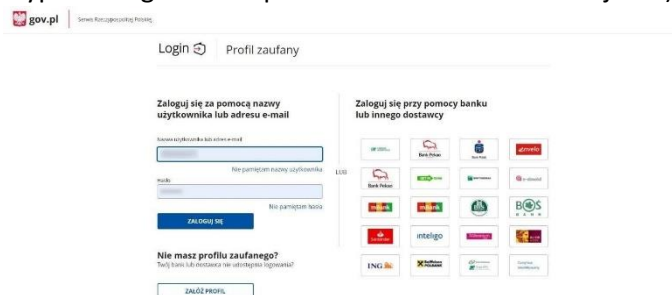 gov.pl Serwis Rzeczypospolitej Polskiej
Login Profil zaufany
Zaloguj się za pomocą nazwy
użytkownika lub adresu e-mail
Nazwa użytkownika lub adres e-mail
Nie pamiętam nazwy użytkownika
Hasło
Nie pamiętam hasła
ZALOGUJ SIĘ
Nie masz profilu zaufanego?
Twój bank lub dostawca nie udostępnia logowania?
ZAŁÓŻ PROFIL
LUB
Zaloguj się przy pomocy banku
lub innego dostawcy
Bank Pekao
envelo
Bank Pekao
mBank mBank BOŚ
BANK
inteligo
ING